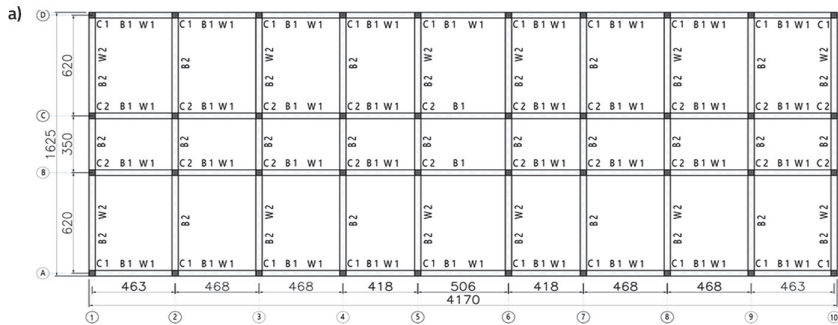 a)
D
C1 B1 W1 C1 B1 W1 C1 B1 W1 C1 B1 W1 C1 B1 W1 C1 B1 W1 C1 B1 W1 C1 B1 W1 C1 B1 W1 C1
620
B2 W2 B2 B2 W2 B2 B2 W2 B2 W2 B2 B2 W2 B2 B2 W2
C2 B1 W1 C2 B1 W1 C2 B1 W1 C2 B1 W1 C2 B1 C2 B1 W1 C2 B1 W1 C2 B1 W1 C2 B1 W1 C2
C
1625
350
B2 B2 B2 B2 B2 B2 B2 B2 B2 B2
C2 B1 W1 C2 B1 W1 C2 B1 W1 C2 B1 W1 C2 B1 C2 B1 W1 C2 B1 W1 C2 B1 W1 C2 B1 W1 C2
B
620
B2 W2 B2 B2 W2 B2 B2 W2 B2 W2 B2 B2 W2 B2 B2 W2
C1 B1 W1 C1 B1 W1 C1 B1 W1 C1 B1 W1 C1 B1 W1 C1 B1 W1 C1 B1 W1 C1 B1 W1 C1 B1 W1 C1
A
463 468 468 418 506 418 468 468 463
4170
1 2 3 4 5 6 7 8 9 10